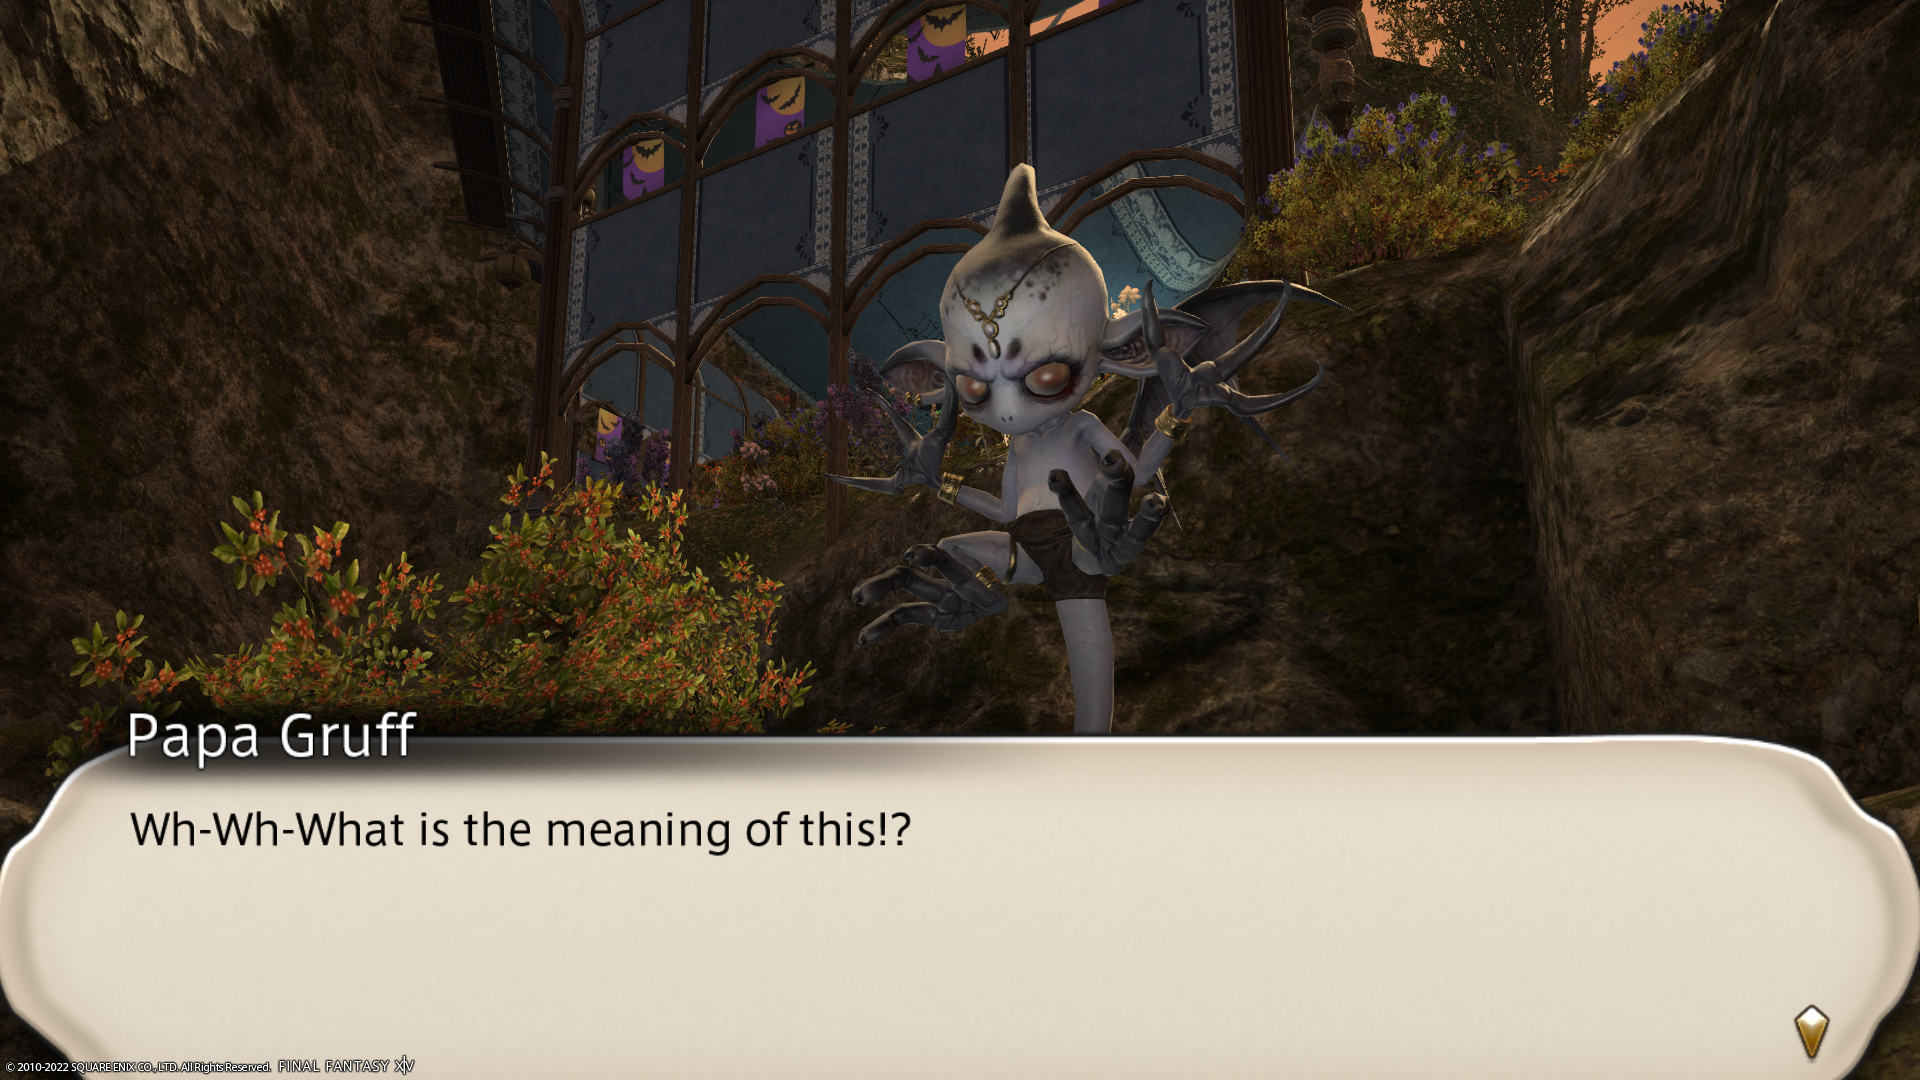 Papa Gruff
Wh-Wh-What is the meaning of this!?
© 2010-2022 SQUARE ENIX CO., LTD. All Rights Reserved. FINAL FANTASY XIV